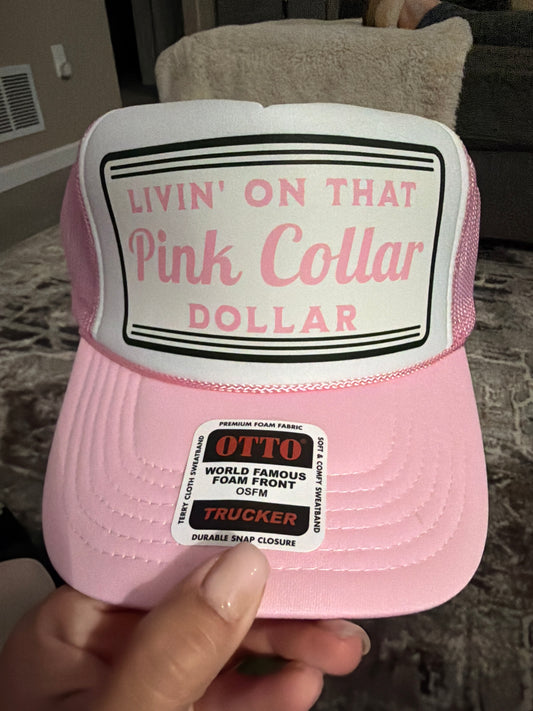 LIVIN' ON THAT
Pink Collar
DOLLAR
PREMIUM FOAM FABRIC
TERRY CLOTH SWEATBAND
SOFT & COMFY SWEATBAND
OTTO®
WORLD FAMOUS
FOAM FRONT
OSFM
TRUCKER
DURABLE SNAP CLOSURE